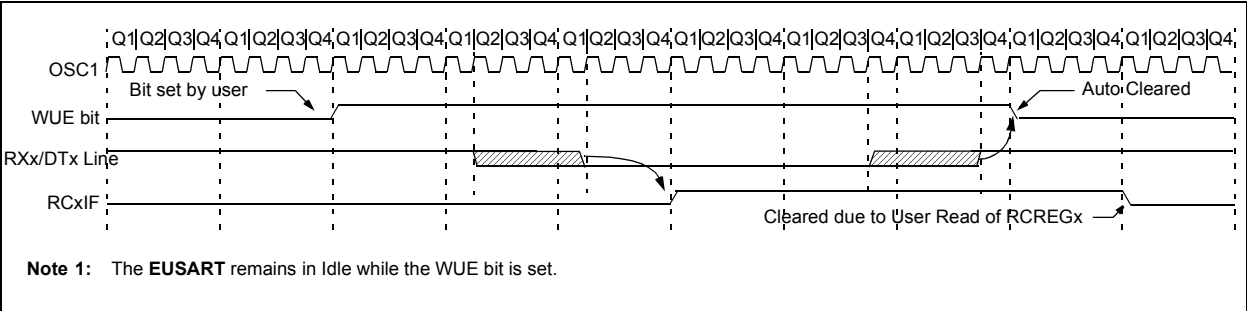 Q1 Q2 Q3 Q4 Q1 Q2 Q3 Q4 Q1 Q2 Q3 Q4 Q1 Q2 Q3 Q4 Q1 Q2 Q3 Q4 Q1 Q2 Q3 Q4 Q1 Q2 Q3 Q4 Q1 Q2 Q3 Q4 Q1 Q2 Q3 Q4 Q1 Q2 Q3 Q4
OSC1
Bit set by user
Auto Cleared
WUE bit
RXx/DTx Line
RCxIF
Cleared due to User Read of RCREGx
Note 1: The EUSART remains in Idle while the WUE bit is set.